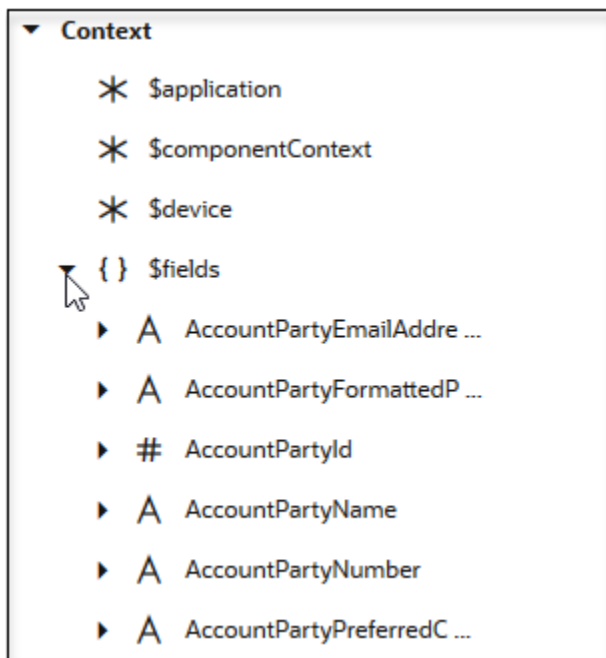 Context
$application
$componentContext
$device
{ } $fields
A AccountPartyEmailAddre ...
A AccountPartyFormattedP ...
# AccountPartyId
A AccountPartyName
A AccountPartyNumber
A AccountPartyPreferredC ...